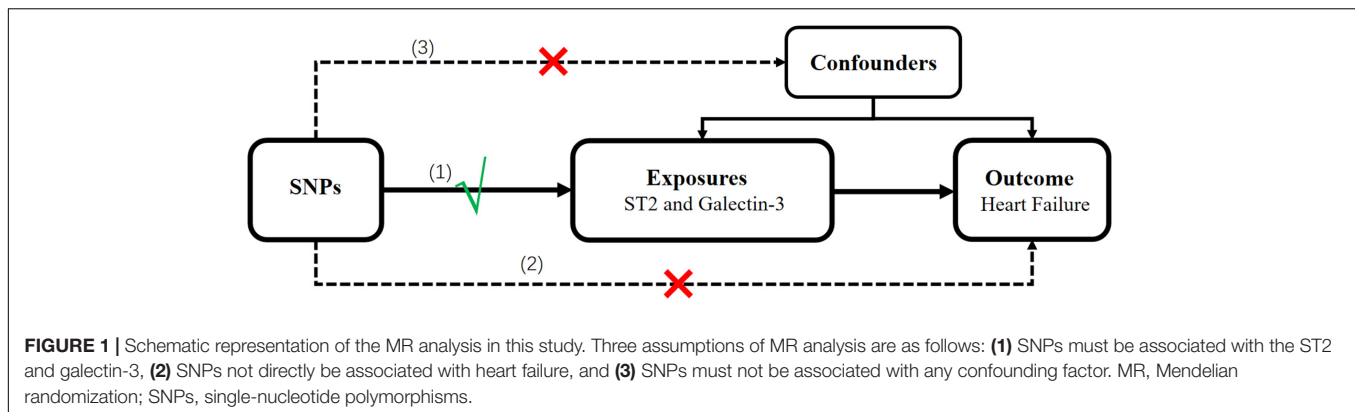 (3)
Confounders
SNPs
(1)
Exposures
ST2 and Galectin-3
Outcome
Heart Failure
(2)
FIGURE 1 | Schematic representation of the MR analysis in this study. Three assumptions of MR analysis are as follows: (1) SNPs must be associated with the ST2
and galectin-3, (2) SNPs not directly be associated with heart failure, and (3) SNPs must not be associated with any confounding factor. MR, Mendelian
randomization; SNPs, single-nucleotide polymorphisms.